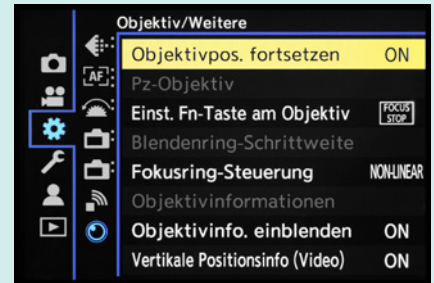 Objektiv/Weitere
Objektivpos. fortsetzen ON
AF
Pz-Objektiv
Einst. Fn-Taste am Objektiv FOCUS STOP
Blendenring-Schrittweite
Fokusring-Steuerung NON-LINEAR
Objektivinformationen
Objektivinfo. einblenden ON
Vertikale Positionsinfo (Video) ON